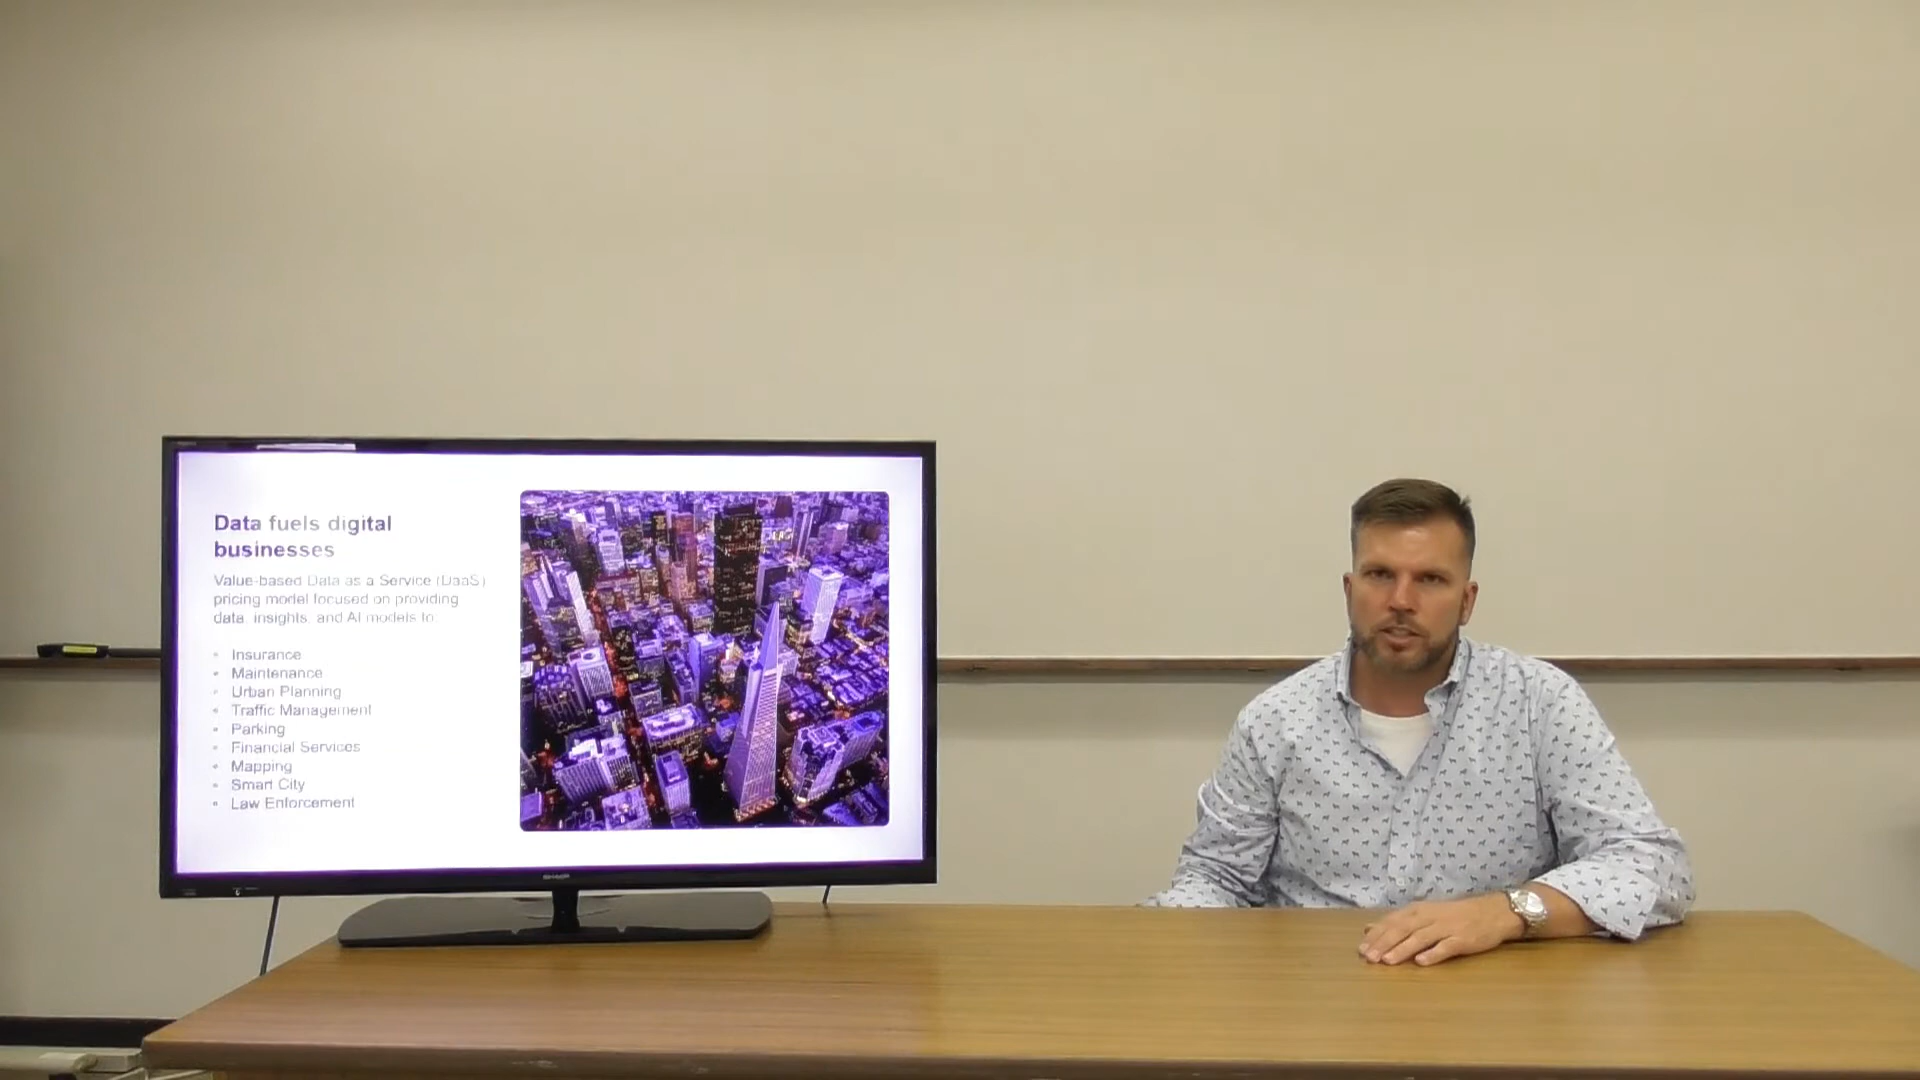 Data fuels digital
businesses
Value-based Data as a Service (DaaS)
pricing model focused on providing
data, insights, and AI models to:
• Insurance
• Maintenance
• Urban Planning
• Traffic Management
• Parking
• Financial Services
• Mapping
• Smart City
• Law Enforcement
SHARP